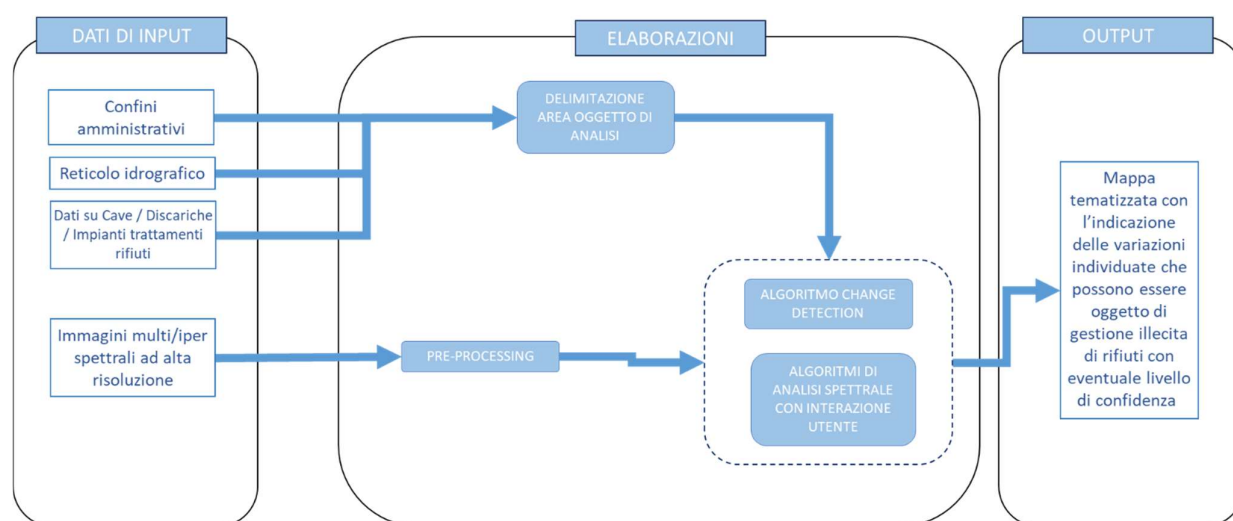 DATI DI INPUT
ELABORAZIONI
OUTPUT
Confini
amministrativi
Reticolo idrografico
Dati su Cave / Discariche
/ Impianti trattamenti
rifiuti
Immagini multi/iper
spettrali ad alta
risoluzione
DELIMITAZIONE
AREA OGGETTO DI
ANALISI
PRE-PROCESSING
ALGORITMO CHANGE
DETECTION
ALGORITMI DI
ANALISI SPETTRALE
CON INTERAZIONE
UTENTE
Mappa
tematizzata con
l’indicazione
delle variazioni
individuate che
possono essere
oggetto di
gestione illecita
di rifiuti con
eventuale livello
di confidenza